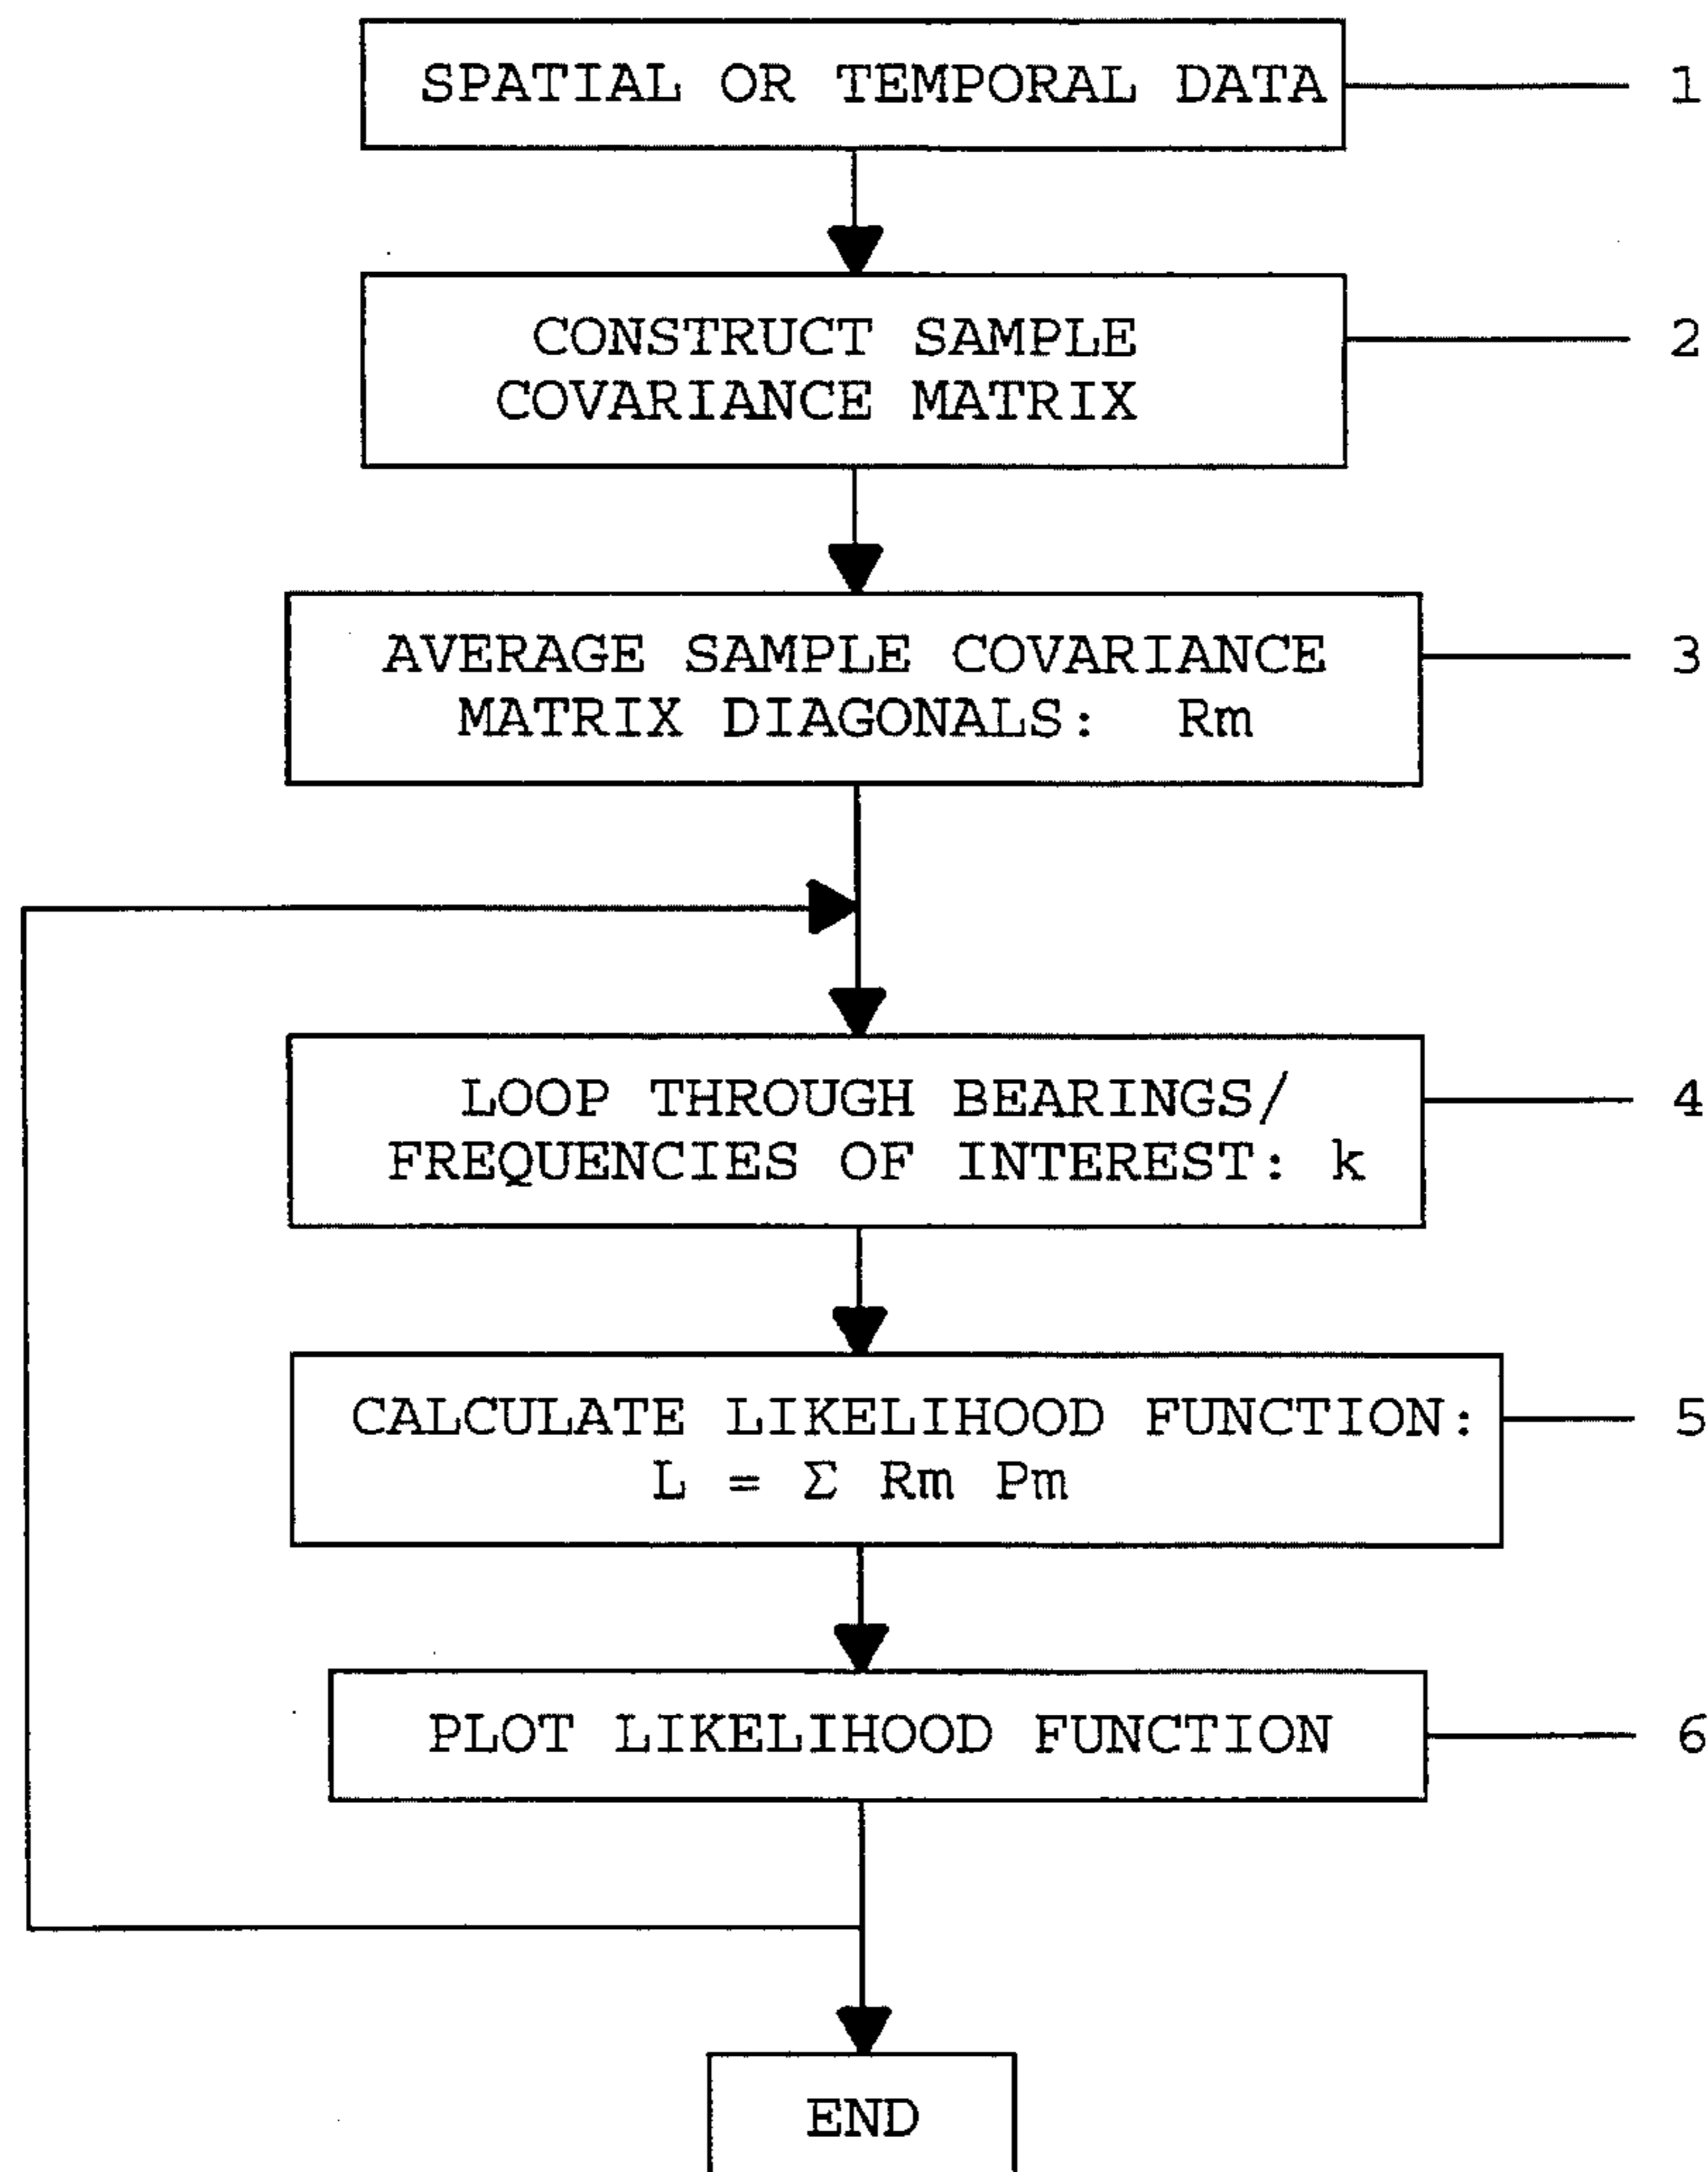 SPATIAL OR TEMPORAL DATA
1
CONSTRUCT SAMPLE
COVARIANCE MATRIX
2
AVERAGE SAMPLE COVARIANCE
MATRIX DIAGONALS: Rm
3
LOOP THROUGH BEARINGS/
FREQUENCIES OF INTEREST: k
4
CALCULATE LIKELIHOOD FUNCTION:
L = Σ Rm Pm
5
PLOT LIKELIHOOD FUNCTION
6
END